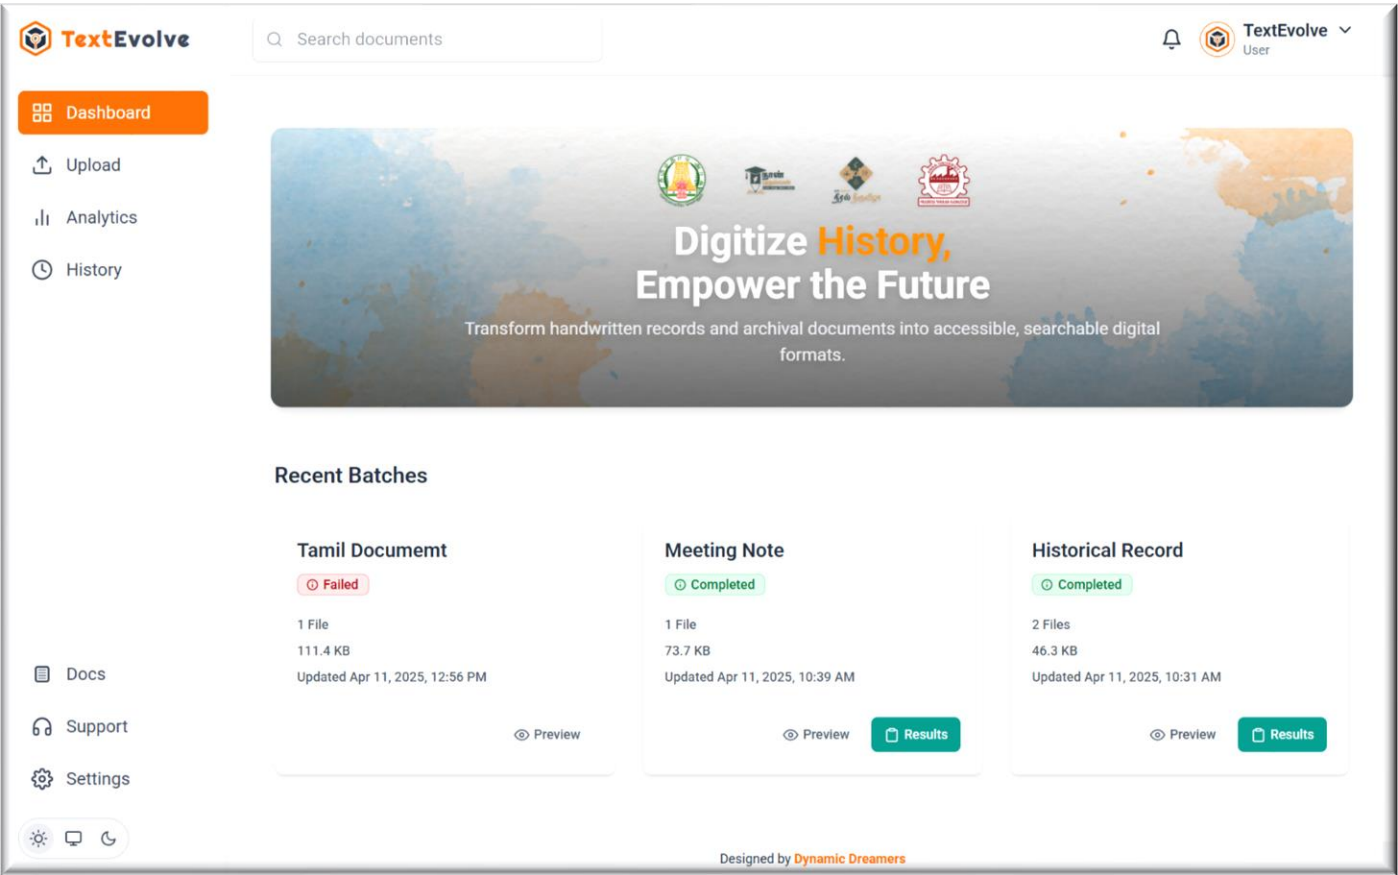 TextEvolve
Search documents
TextEvolve
User
Dashboard
Upload
Analytics
History
நான்
Digitize History,
Empower the Future
Transform handwritten records and archival documents into accessible, searchable digital
formats.
Recent Batches
Tamil Documemt
Failed
1 File
111.4 KB
Updated Apr 11, 2025, 12:56 PM
Preview
Meeting Note
Completed
1 File
73.7 KB
Updated Apr 11, 2025, 10:39 AM
Preview
Results
Historical Record
Completed
2 Files
46.3 KB
Updated Apr 11, 2025, 10:31 AM
Preview
Results
Docs
Support
Settings
Designed by Dynamic Dreamers